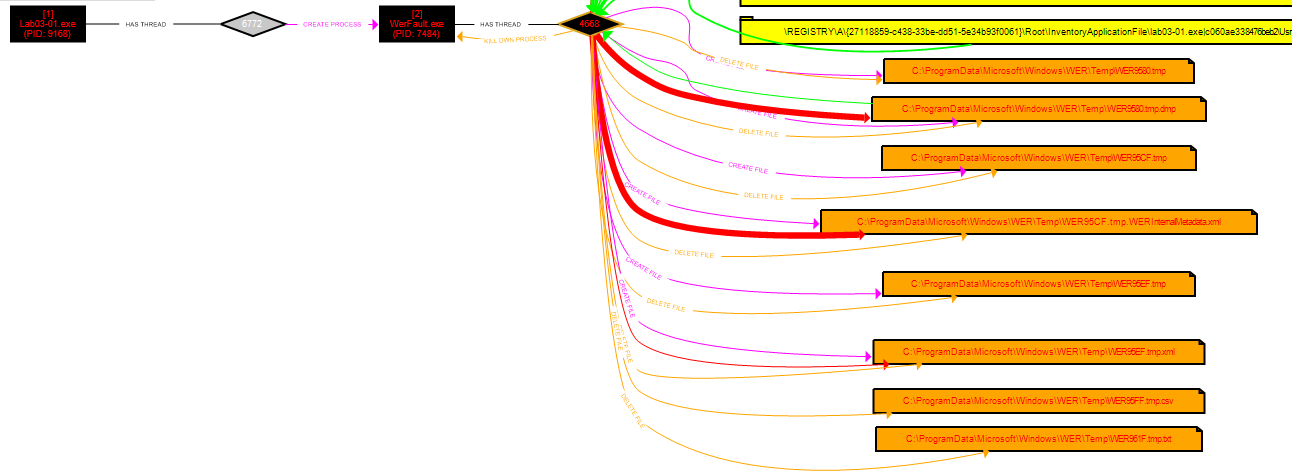 [1]
Lab03-01.exe
(PID: 9168)
HAS THREAD
6772
CREATE PROCESS
[2]
WerFault.exe
(PID: 7484)
HAS THREAD
4668
KILL OWN PROCESS
\REGISTRY\A\{27118859-c438-33be-dd51-5e34b93f0061}\Root\InventoryApplicationFile\lab03-01.exe|c060ae338476beb2\Usn
DELETE FILE
C:\ProgramData\Microsoft\Windows\WER\Temp\WER9580.tmp
C:\ProgramData\Microsoft\Windows\WER\Temp\WER9580.tmp.dmp
CREATE FILE
DELETE FILE
C:\ProgramData\Microsoft\Windows\WER\Temp\WER95CF.tmp
CREATE FILE
DELETE FILE
CREATE FILE
C:\ProgramData\Microsoft\Windows\WER\Temp\WER95CF.tmp.WERInternalMetadata.xml
DELETE FILE
CREATE FILE
C:\ProgramData\Microsoft\Windows\WER\Temp\WER95EF.tmp
CREATE FILE
DELETE FILE
DELETE FILE
DELETE FILE
C:\ProgramData\Microsoft\Windows\WER\Temp\WER95EF.tmp.xml
C:\ProgramData\Microsoft\Windows\WER\Temp\WER95FF.tmp.csv
DELETE FILE
C:\ProgramData\Microsoft\Windows\WER\Temp\WER961F.tmp.txt